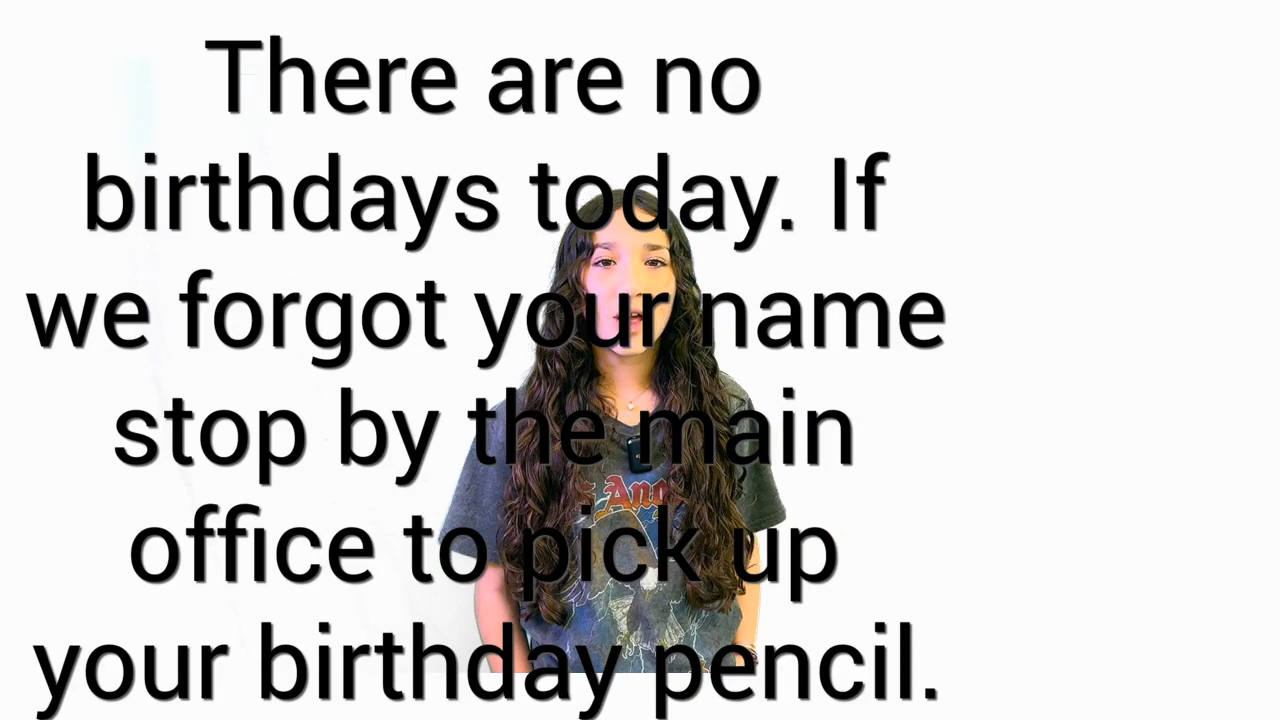 There are no
birthdays today. If
we forgot your name
stop by the main
office to pick up
your birthday pencil.